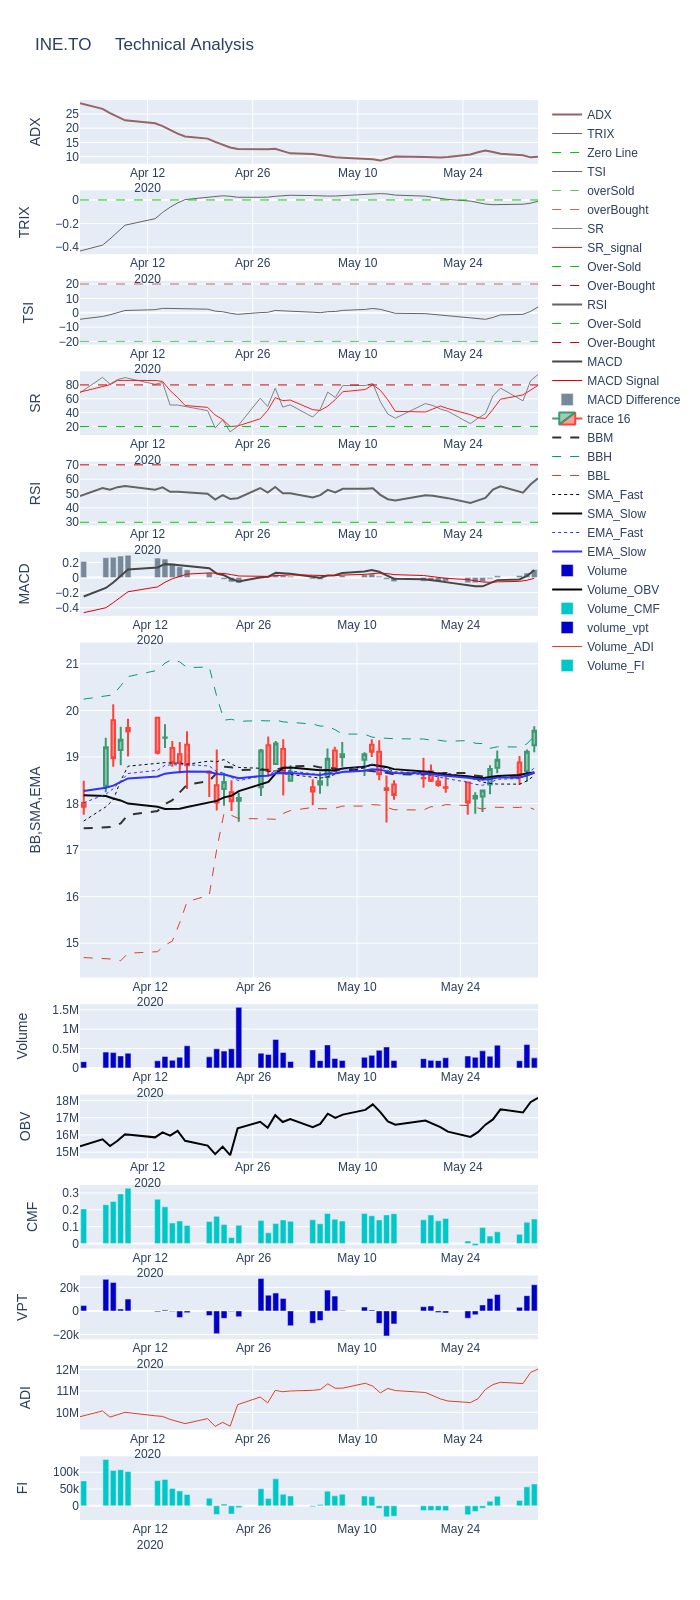 INE.TO Technical Analysis
ADX
25
20
15
10
Apr 12
2020
Apr 26
May 10
May 24
TRIX
0
−0.2
−0.4
Apr 12
2020
Apr 26
May 10
May 24
TSI
20
10
0
−10
−20
Apr 12
2020
Apr 26
May 10
May 24
SR
80
60
40
20
Apr 12
2020
Apr 26
May 10
May 24
RSI
70
60
50
40
30
Apr 12
2020
Apr 26
May 10
May 24
MACD
0.2
0
−0.2
−0.4
Apr 12
2020
Apr 26
May 10
May 24
BB,SMA,EMA
21
20
19
18
17
16
15
Apr 12
2020
Apr 26
May 10
May 24
Volume
1.5M
1M
0.5M
0
Apr 12
2020
Apr 26
May 10
May 24
OBV
18M
17M
16M
15M
Apr 12
2020
Apr 26
May 10
May 24
CMF
0.3
0.2
0.1
0
Apr 12
2020
Apr 26
May 10
May 24
VPT
20k
0
−20k
Apr 12
2020
Apr 26
May 10
May 24
ADI
12M
11M
10M
Apr 12
2020
Apr 26
May 10
May 24
FI
100k
50k
0
Apr 12
2020
Apr 26
May 10
May 24
ADX
TRIX
Zero Line
TSI
overSold
overBought
SR
SR_signal
Over-Sold
Over-Bought
RSI
Over-Sold
Over-Bought
MACD
MACD Signal
MACD Difference
trace 16
BBM
BBH
BBL
SMA_Fast
SMA_Slow
EMA_Fast
EMA_Slow
Volume
Volume_OBV
Volume_CMF
volume_vpt
Volume_ADI
Volume_FI